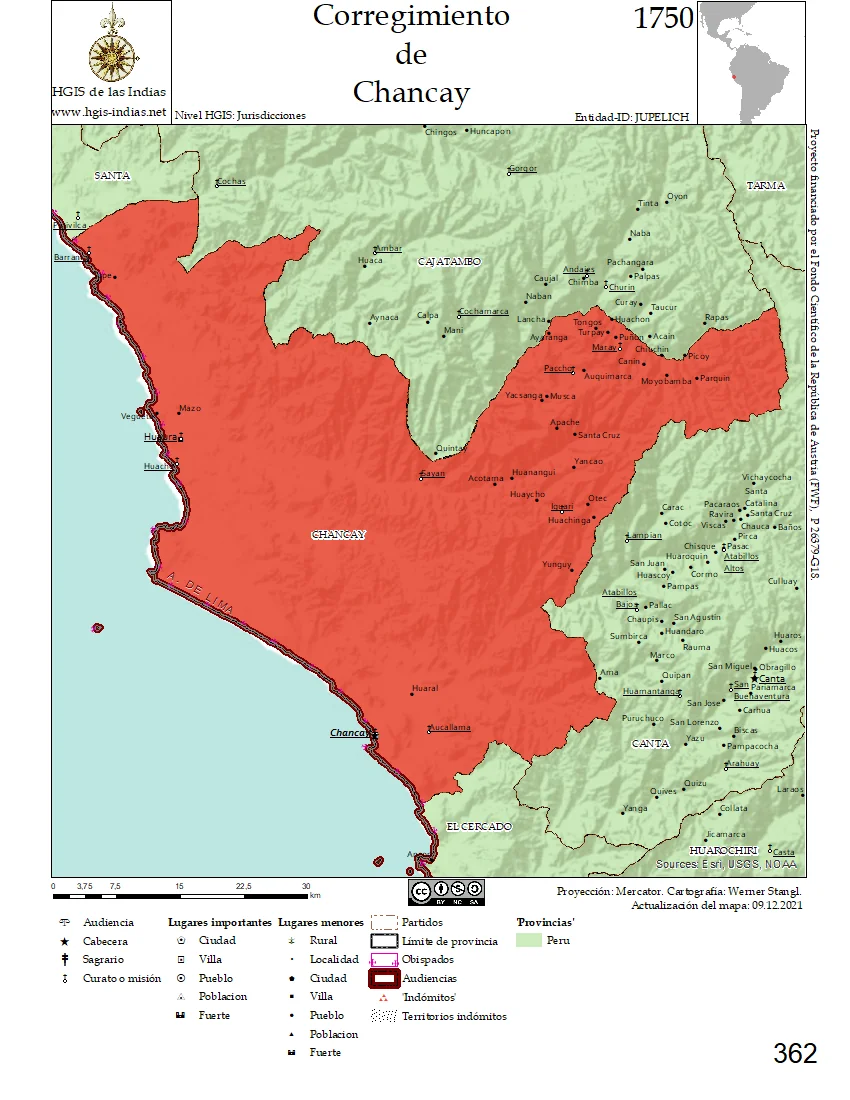 Corregimiento
de
Chancay
1750
HGIS de las Indias
www.hgis-indias.net
Nivel HGIS: Jurisdicciones
Entidad-ID: JUPELICH
Proyecto financiado por el Fondo Científico de la República de Austria (FWF), P 26379-G18.
Chingos
Huncapon
Gorgor
SANTA
Cochas
TARMA
Oyon
Tinta
Naba
Ambar
Huaca
CAJATAMBO
Pachangara
Andajes
Palpas
Caujal
Chimba
Churin
Naban
Curay
Taucur
Aynaca
Calpa
Cochamarca
Mani
Lancha
Tongos
Huachon
Rapas
Ayaranga
Turpay
Puñon
Acain
Maray
Chiuchin
Picoy
Canin
Paccho
Auquimarca
Moyobamba
Parquin
Yacsanga
Musca
Mazo
Apache
Santa Cruz
Huaura
Huacho
Quintay
Sayan
Acotama
Huanangui
Yancao
Huaycho
Iguari
Otec
Huachinga
Vichaycocha
Santa
Catalina
Pacaraos
Ravira
Santa Cruz
Viscas
Chauca
Baños
Carac
Cotoc
CHANCAY
Lampian
Pirca
Chisque
Pasac
Huaroquin
Atabillos
Altos
San Juan
Huascoy
Cormo
Yunguy
Pampas
Culluay
Atabillos
Bajos
Pallac
A. DE LIMA
Chaupis
San Agustin
Sumbirca
Huandaro
Rauma
Huaros
Huacos
Marco
San Miguel
Obragillo
Ama
Quipan
Canta
San
Pariamarca
Buenaventura
Huaral
Huamantanga
San Jose
Carhua
Puruchuco
San Lorenzo
Aucallama
Chancay
Biscas
CANTA
Yazu
Pampacocha
Arahuay
Quizu
Quives
Laraos
Yanga
Collata
EL CERCADO
Jicamarca
HUAROCHIRI
Casta
Sources: Esri, USGS, NOAA
0 3,75 7,5 15 22,5 30
km
CC BY NC SA
Proyección: Mercator. Cartografía: Werner Stangl.
Actualización del mapa: 09.12.2021
Audiencia
Cabecera
Sagrario
Curato o misión
Lugares importantes
Ciudad
Villa
Pueblo
Poblacion
Fuerte
Lugares menores
Rural
Localidad
Ciudad
Villa
Pueblo
Poblacion
Fuerte
Partidos
Límite de provincia
Obispados
Audiencias
'Indómitos'
Territorios indómitos
'Provincias'
Peru
362